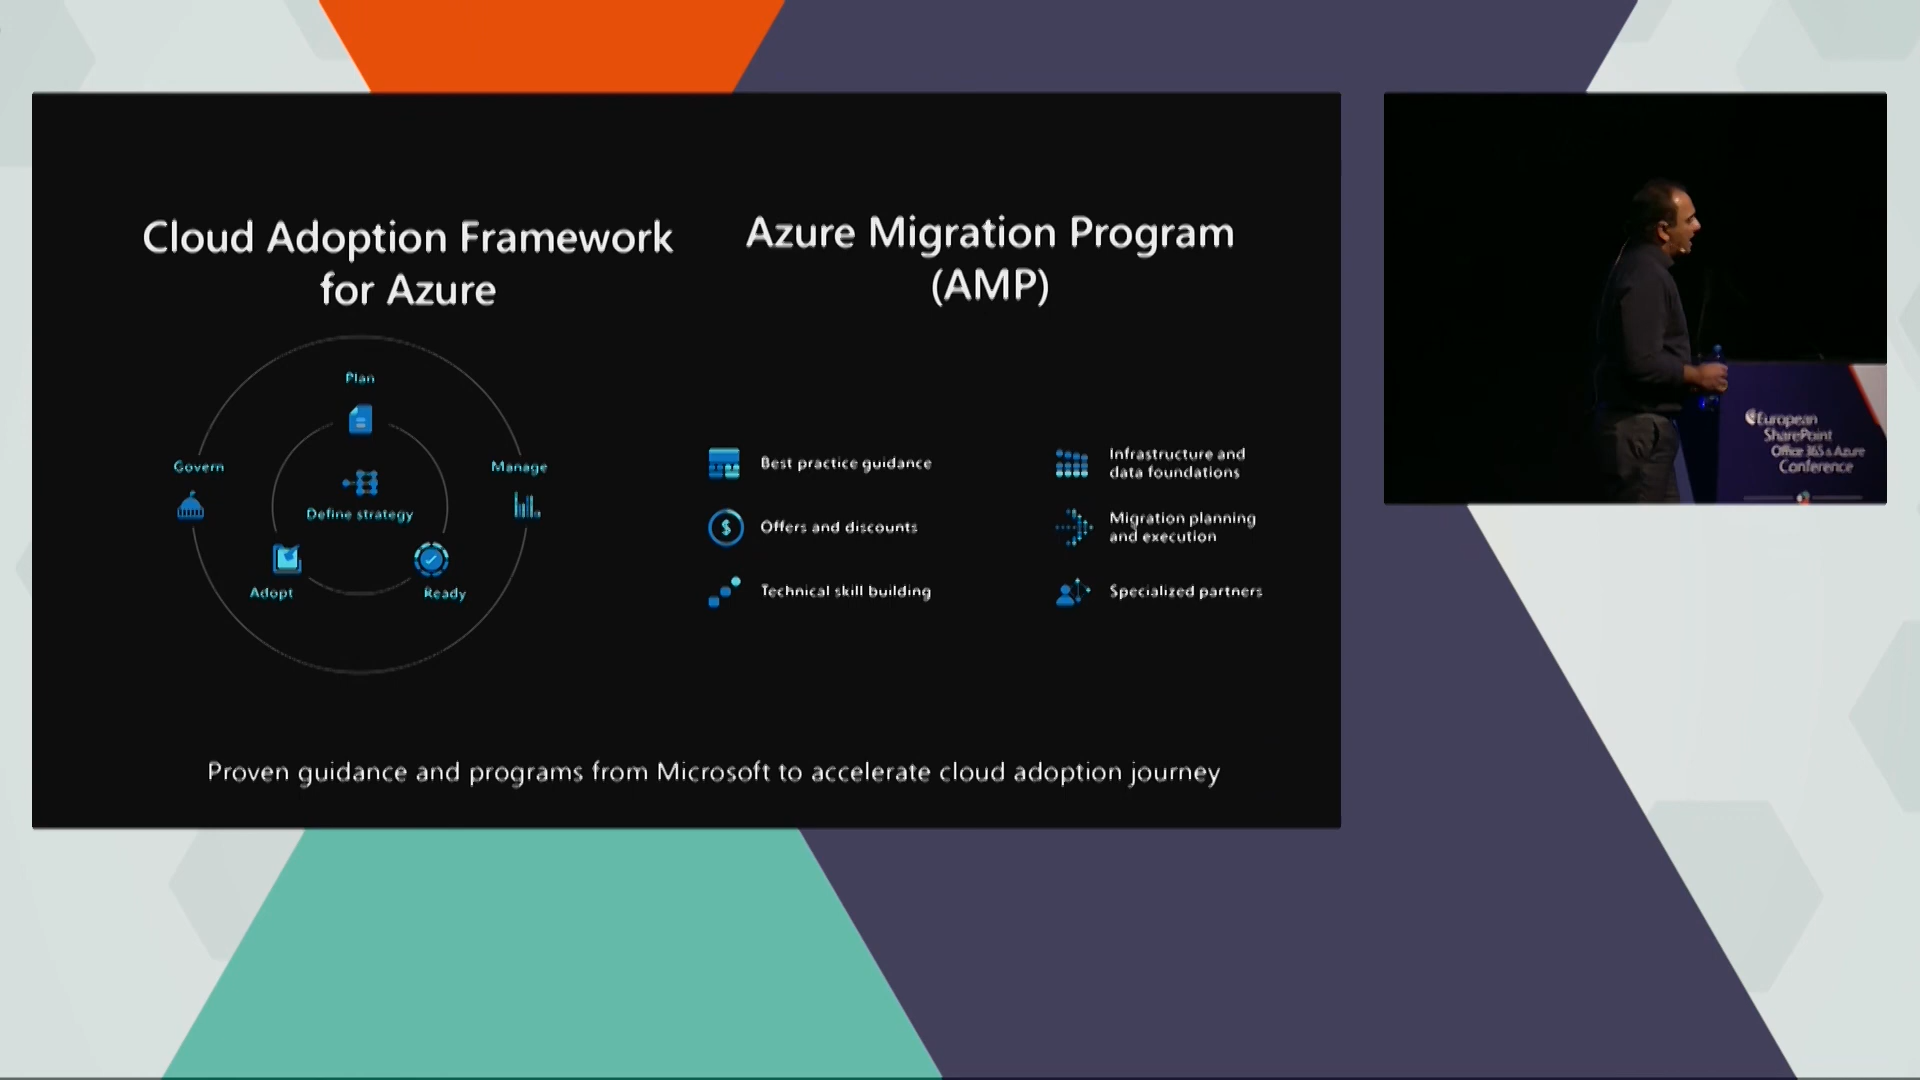 Cloud Adoption Framework
for Azure
Azure Migration Program
(AMP)
Plan
Govern
Manage
Define strategy
Adopt
Ready
Best practice guidance
Offers and discounts
Technical skill building
Infrastructure and
data foundations
Migration planning
and execution
Specialized partners
Proven guidance and programs from Microsoft to accelerate cloud adoption journey
European
SharePoint
Office 365 & Azure
Conference